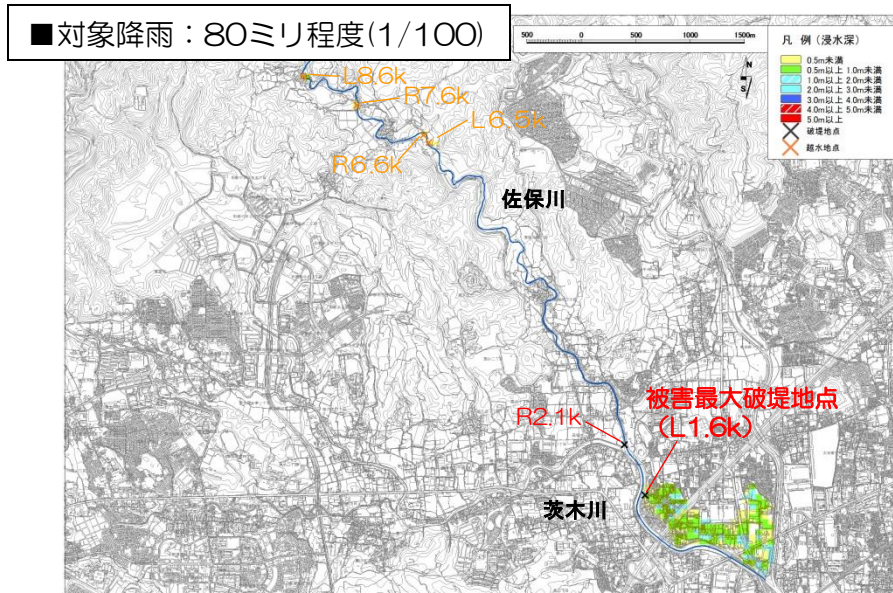 ■対象降雨：80ミリ程度(1/100)
500 0 500 1000 1500m
凡 例 (浸水深)
0.5m未満
0.5m以上 1.0m未満
1.0m以上 2.0m未満
2.0m以上 3.0m未満
3.0m以上 4.0m未満
4.0m以上 5.0m未満
5.0m以上
破堤地点
越水地点
N
S
L8.6k
R7.6k
L6.5k
R6.6k
佐保川
被害最大破堤地点
（L1.6k）
R2.1k
茨木川